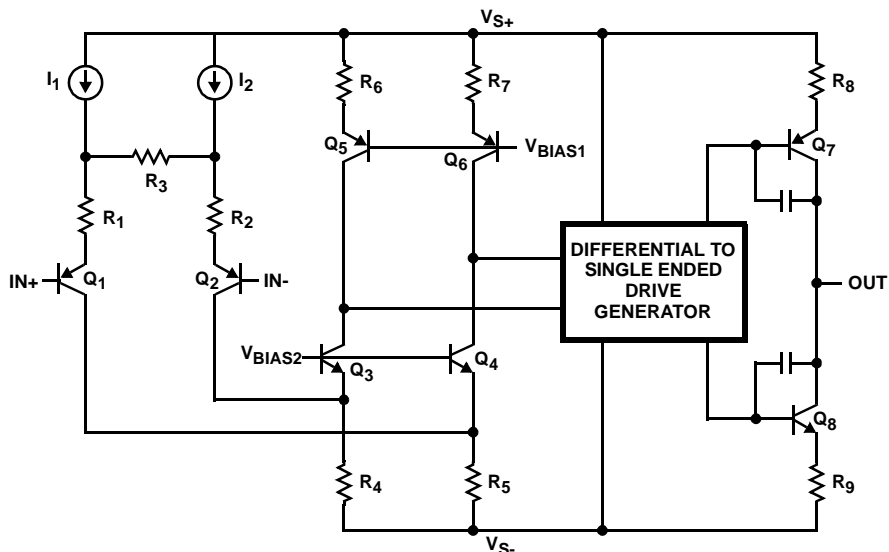 VS+
I1
I2
R6
R7
R8
Q5
Q6
VBIAS1
Q7
R3
R1
R2
IN+
Q1
Q2
IN-
DIFFERENTIAL TO
SINGLE ENDED
DRIVE
GENERATOR
OUT
VBIAS2
Q3
Q4
Q8
R4
R5
R9
VS-